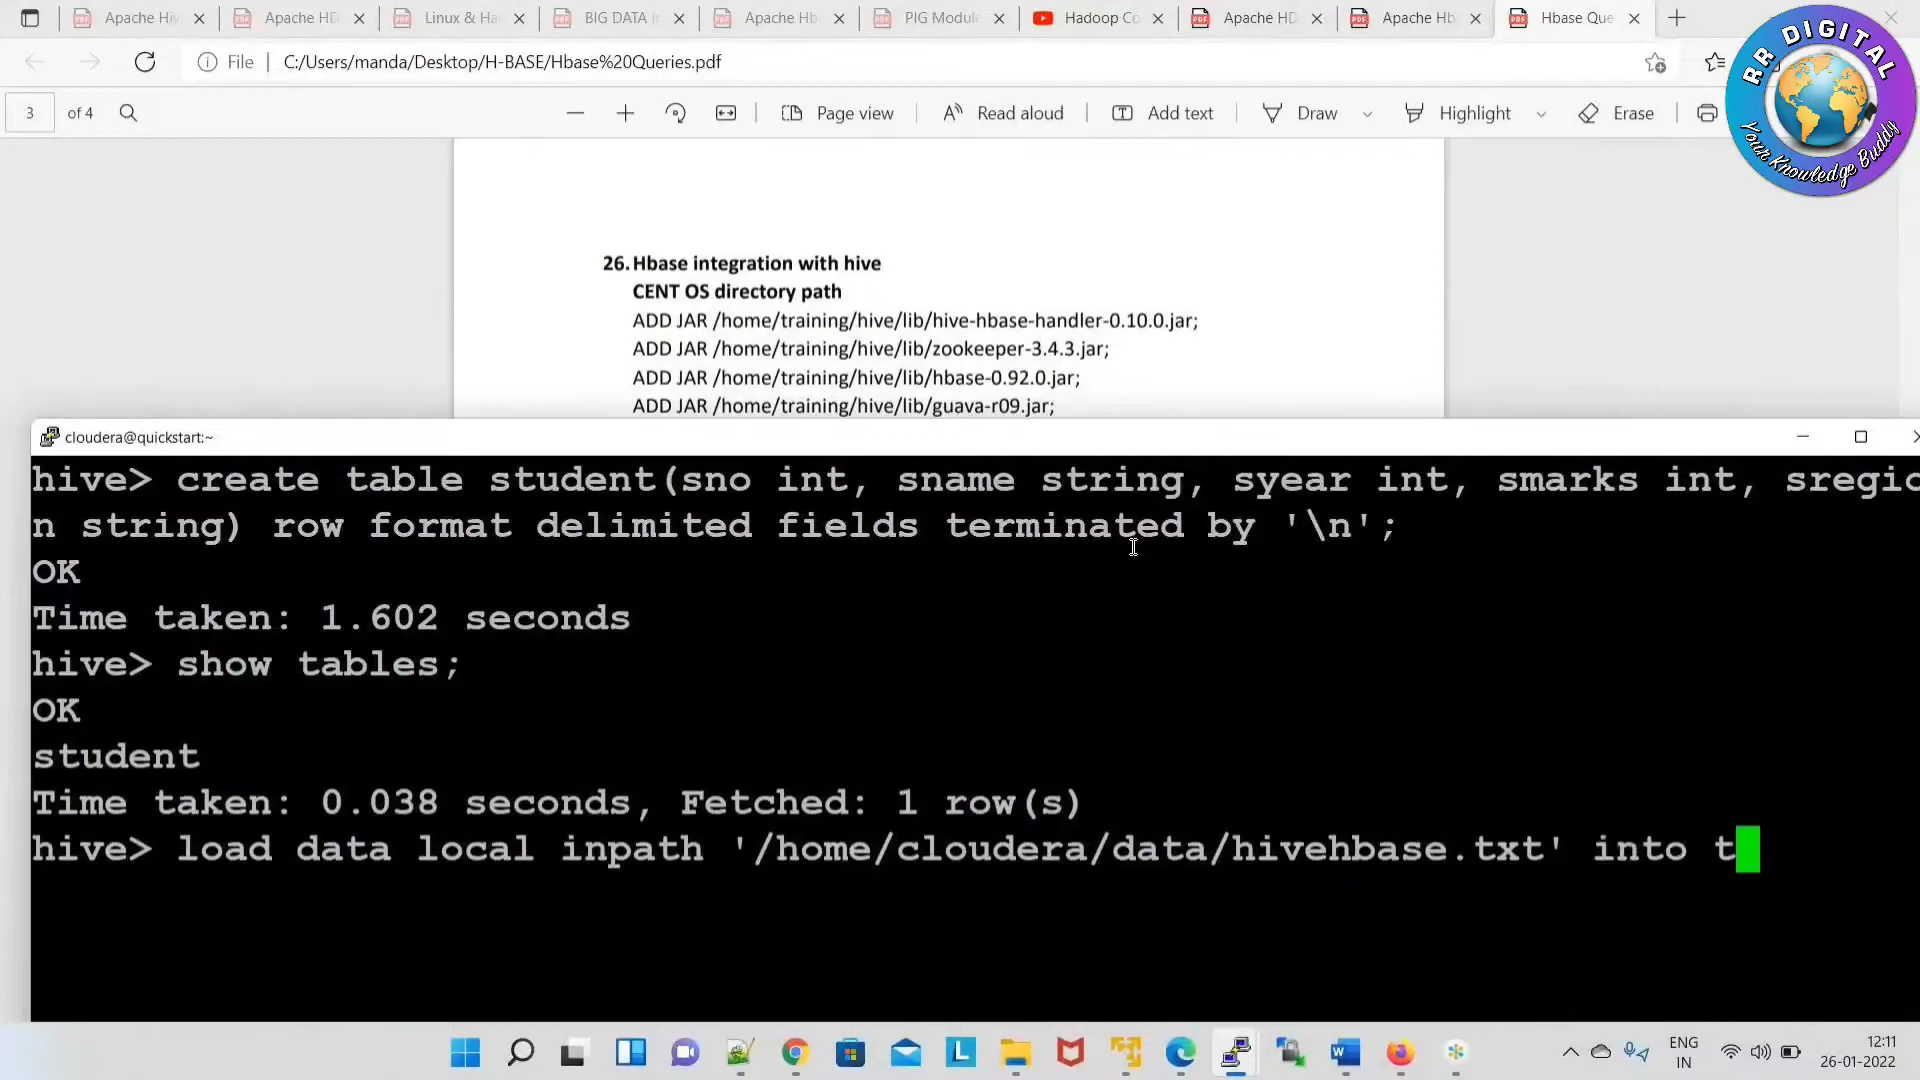 Apache Hiv
Apache HD
Linux & Ha
BIG DATA I
Apache Hb
PIG Module
Hadoop Co
Apache HD
Apache Hb
Hbase Que
File
C:/Users/manda/Desktop/H-BASE/Hbase%20Queries.pdf
3 of 4
Page view
Read aloud
Add text
Draw
Highlight
Erase
RR DIGITAL
Your Knowledge Buddy
26. Hbase integration with hive
CENT OS directory path
ADD JAR /home/training/hive/lib/hive-hbase-handler-0.10.0.jar;
ADD JAR /home/training/hive/lib/zookeeper-3.4.3.jar;
ADD JAR /home/training/hive/lib/hbase-0.92.0.jar;
ADD JAR /home/training/hive/lib/guava-r09.jar;
cloudera@quickstart:~
hive> create table student(sno int, sname string, syear int, smarks int, sregio
n string) row format delimited fields terminated by '\n';
OK
Time taken: 1.602 seconds
hive> show tables;
OK
student
Time taken: 0.038 seconds, Fetched: 1 row(s)
hive> load data local inpath '/home/cloudera/data/hivehbase.txt' into t
ENG
IN
12:11
26-01-2022